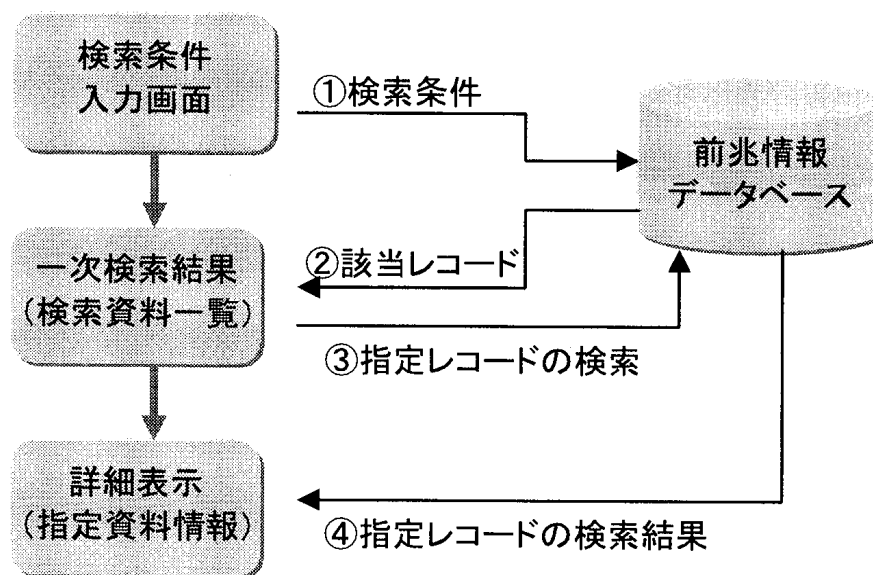 検索条件
入力画面
①検索条件
前兆情報
データベース
一次検索結果
(検索資料一覧)
②該当レコード
③指定レコードの検索
詳細表示
(指定資料情報)
④指定レコードの検索結果